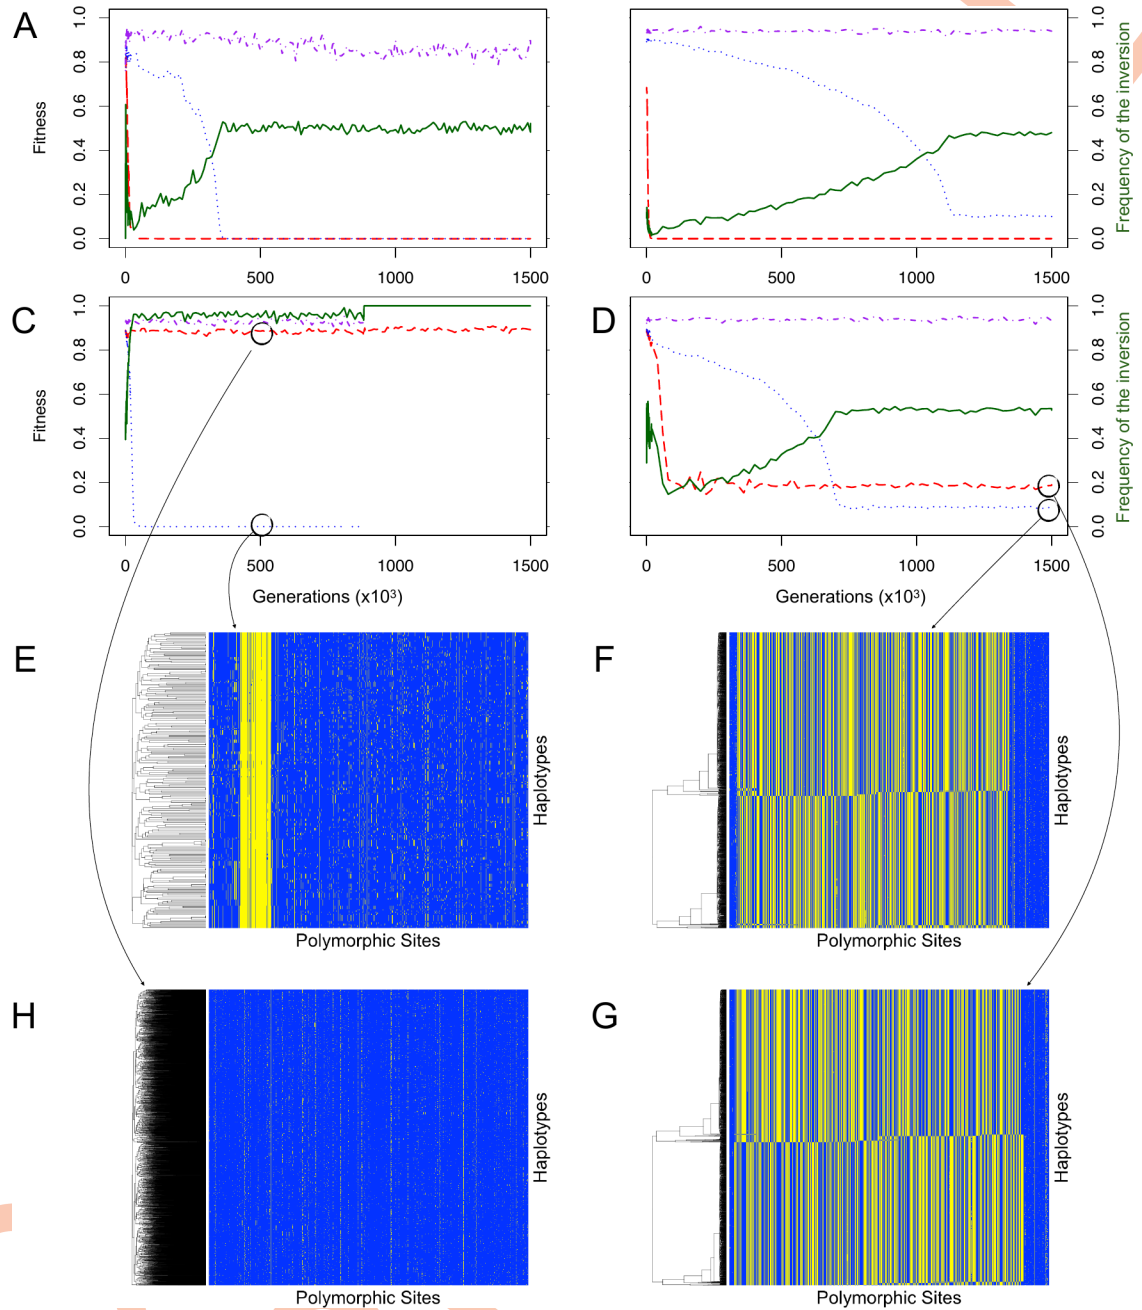 A
1.0
0.8
0.6
0.4
0.2
0.0
Fitness
0
500
1000
1500
1.0
0.8
0.6
0.4
0.2
0.0
Frequency of the inversion
0
500
1000
1500
C
1.0
0.8
0.6
0.4
0.2
0.0
Fitness
0
500
1000
1500
Generations (x10³)
D
1.0
0.8
0.6
0.4
0.2
0.0
Frequency of the inversion
0
500
1000
1500
Generations (x10³)
E
Haplotypes
Polymorphic Sites
F
Haplotypes
Polymorphic Sites
H
Haplotypes
Polymorphic Sites
G
Haplotypes
Polymorphic Sites